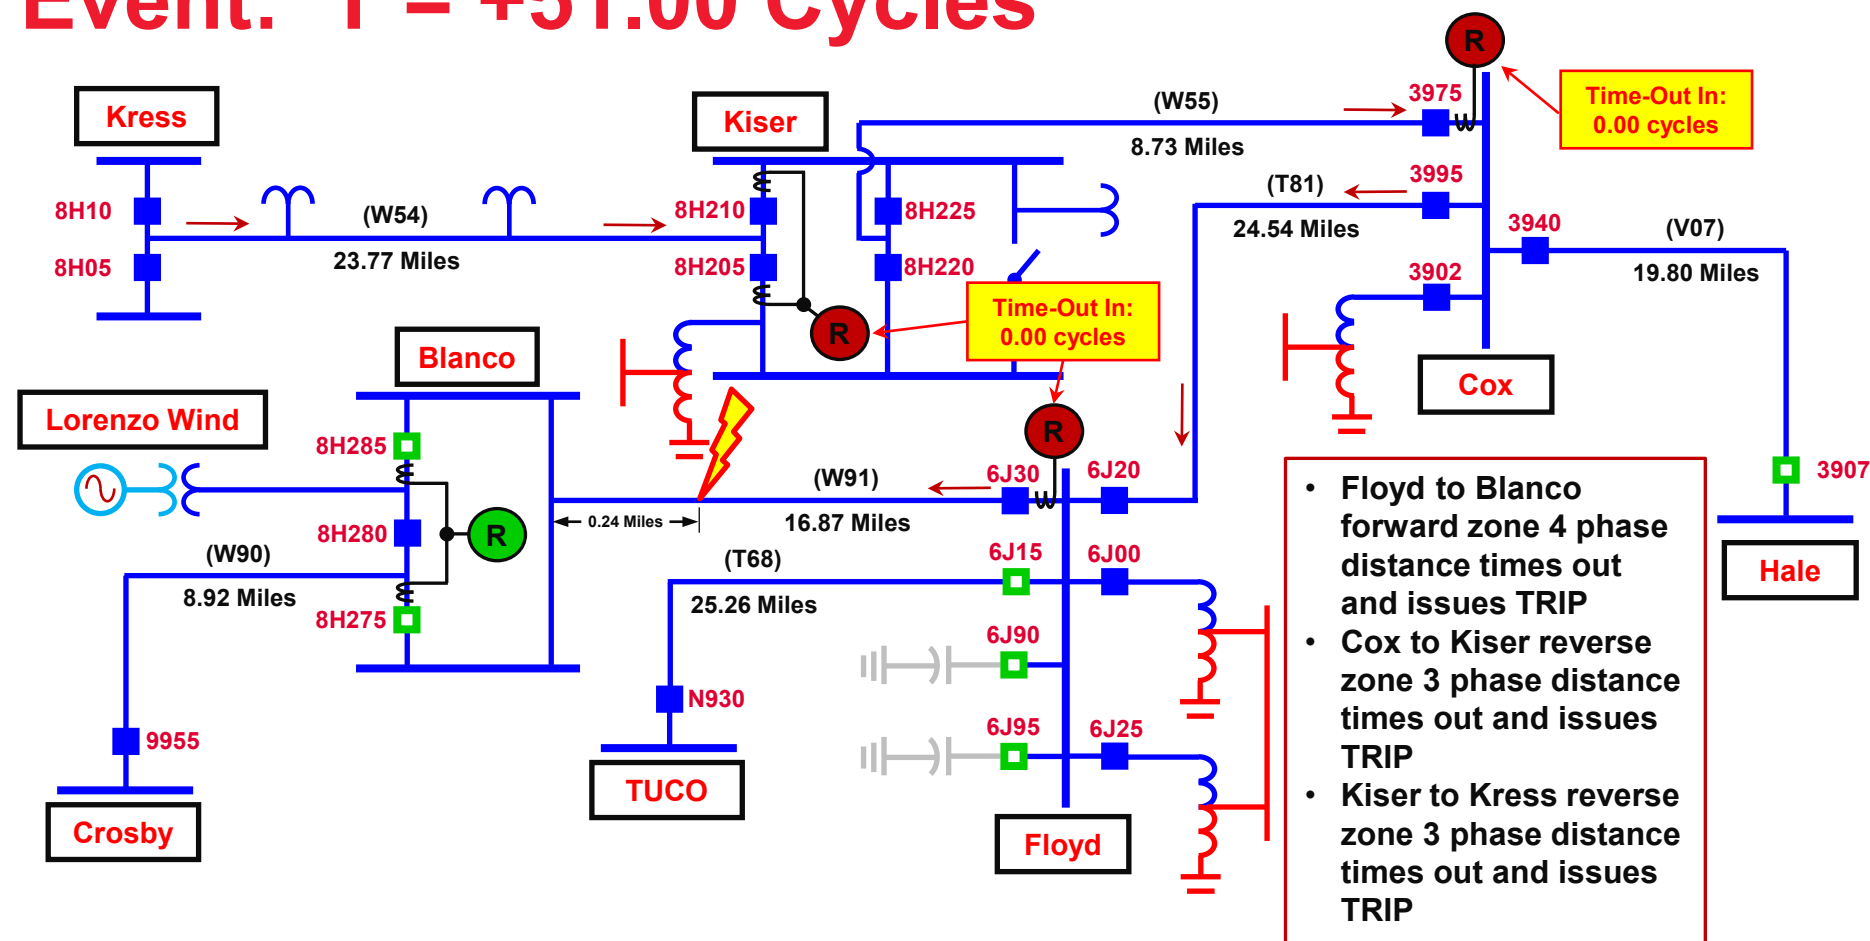 Event: T = +51.00 Cycles
R
Time-Out In:
0.00 cycles
Kress
Kiser
(W55)
8.73 Miles
3975
(T81)
24.54 Miles
3995
8H10
(W54)
23.77 Miles
8H05
8H210
8H205
8H225
8H220
3940
(V07)
19.80 Miles
3902
Time-Out In:
0.00 cycles
R
Blanco
Cox
Lorenzo Wind
8H285
R
6J30
6J20
(W91)
16.87 Miles
0.24 Miles
8H280
R
(W90)
8.92 Miles
8H275
(T68)
25.26 Miles
6J15
6J00
6J90
N930
6J95
6J25
9955
TUCO
Crosby
Floyd
3907
Hale
• Floyd to Blanco
forward zone 4 phase
distance times out
and issues TRIP
• Cox to Kiser reverse
zone 3 phase distance
times out and issues
TRIP
• Kiser to Kress reverse
zone 3 phase distance
times out and issues
TRIP